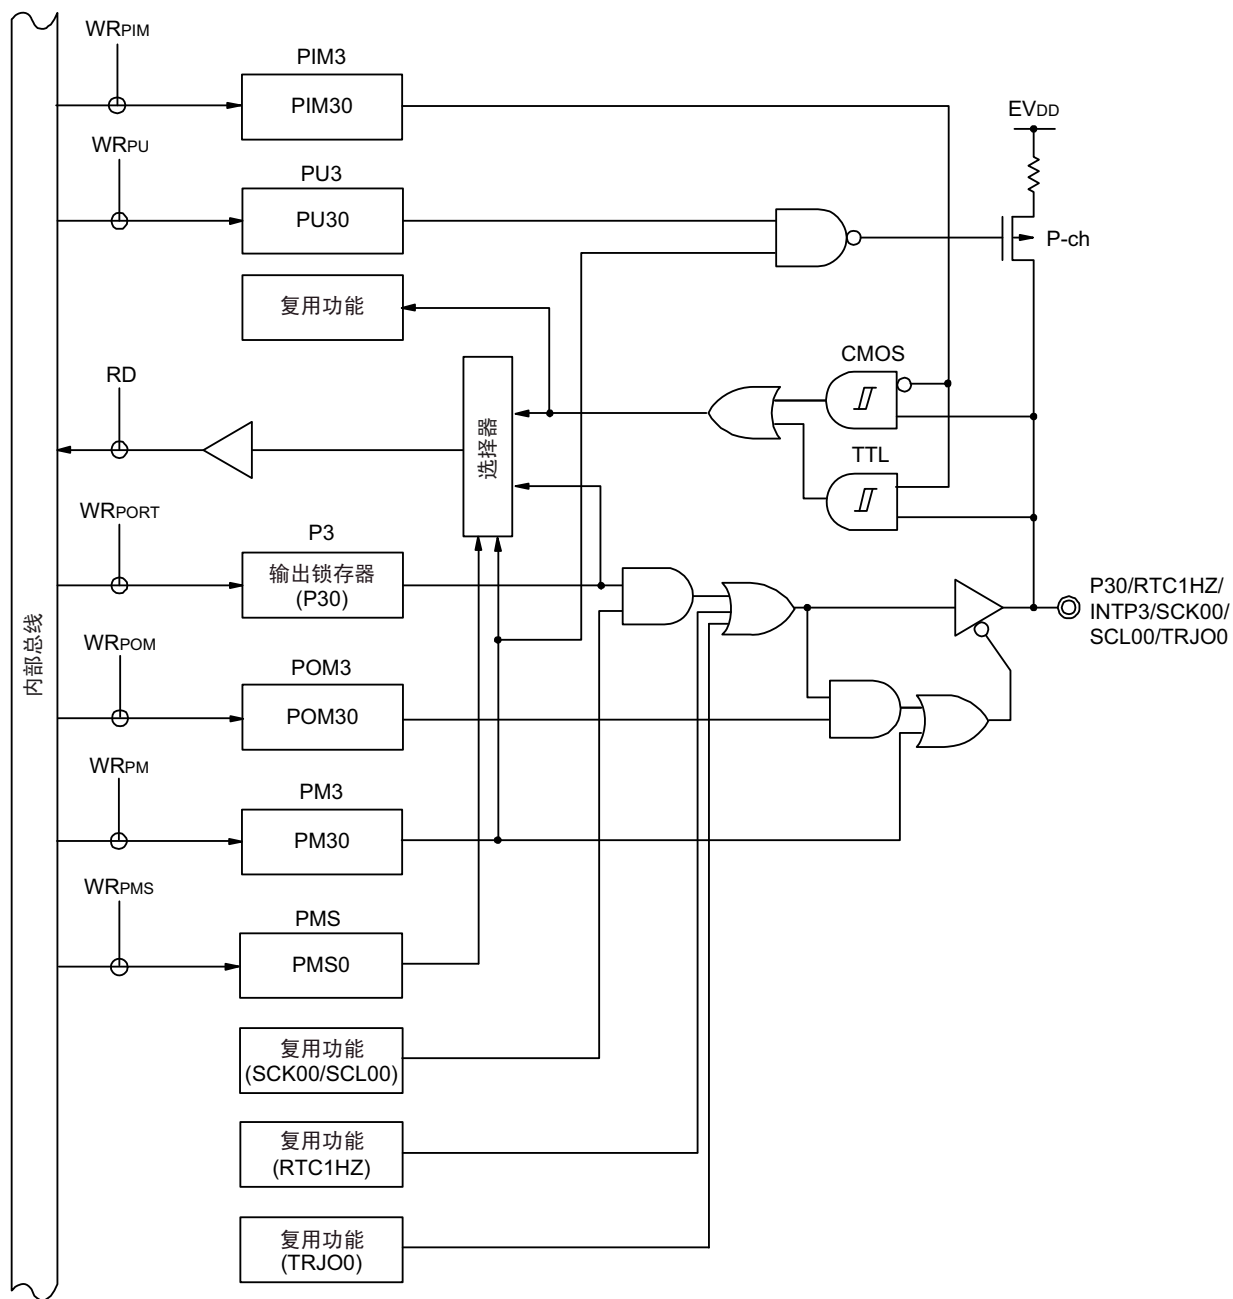 WRPIM
PIM3
PIM30
EVDD
WRPU
PU3
PU30
P-ch
复用功能
CMOS
RD
选择器
TTL
WRPORT
P3
输出锁存器
(P30)
P30/RTC1HZ/
INTP3/SCK00/
SCL00/TRJO0
内部总线
WRPOM
POM3
POM30
WRPM
PM3
PM30
WRPMS
PMS
PMS0
复用功能
(SCK00/SCL00)
复用功能
(RTC1HZ)
复用功能
(TRJO0)